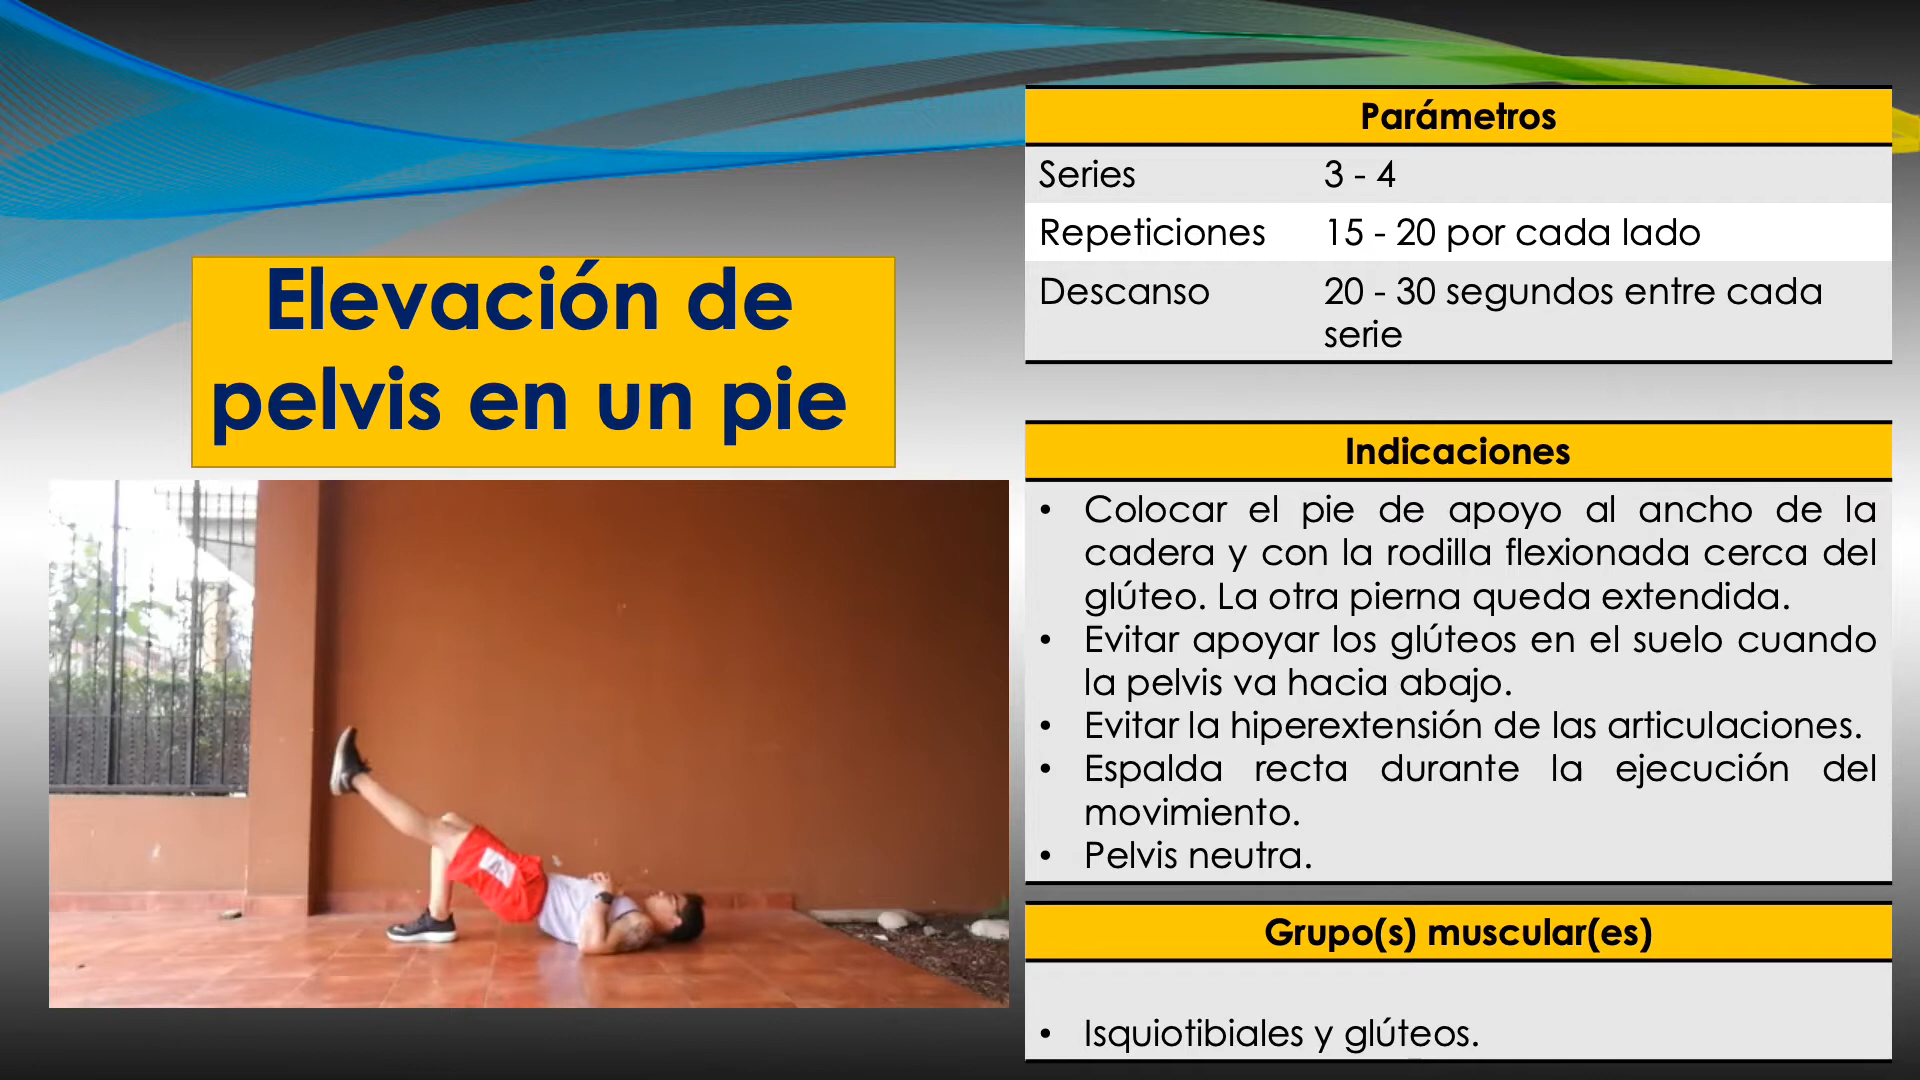 Elevación de
pelvis en un pie
Parámetros
Series 3 - 4
Repeticiones 15 - 20 por cada lado
Descanso 20 - 30 segundos entre cada
serie
Indicaciones
• Colocar el pie de apoyo al ancho de la
cadera y con la rodilla flexionada cerca del
glúteo. La otra pierna queda extendida.
• Evitar apoyar los glúteos en el suelo cuando
la pelvis va hacia abajo.
• Evitar la hiperextensión de las articulaciones.
• Espalda recta durante la ejecución del
movimiento.
• Pelvis neutra.
Grupo(s) muscular(es)
• Isquiotibiales y glúteos.